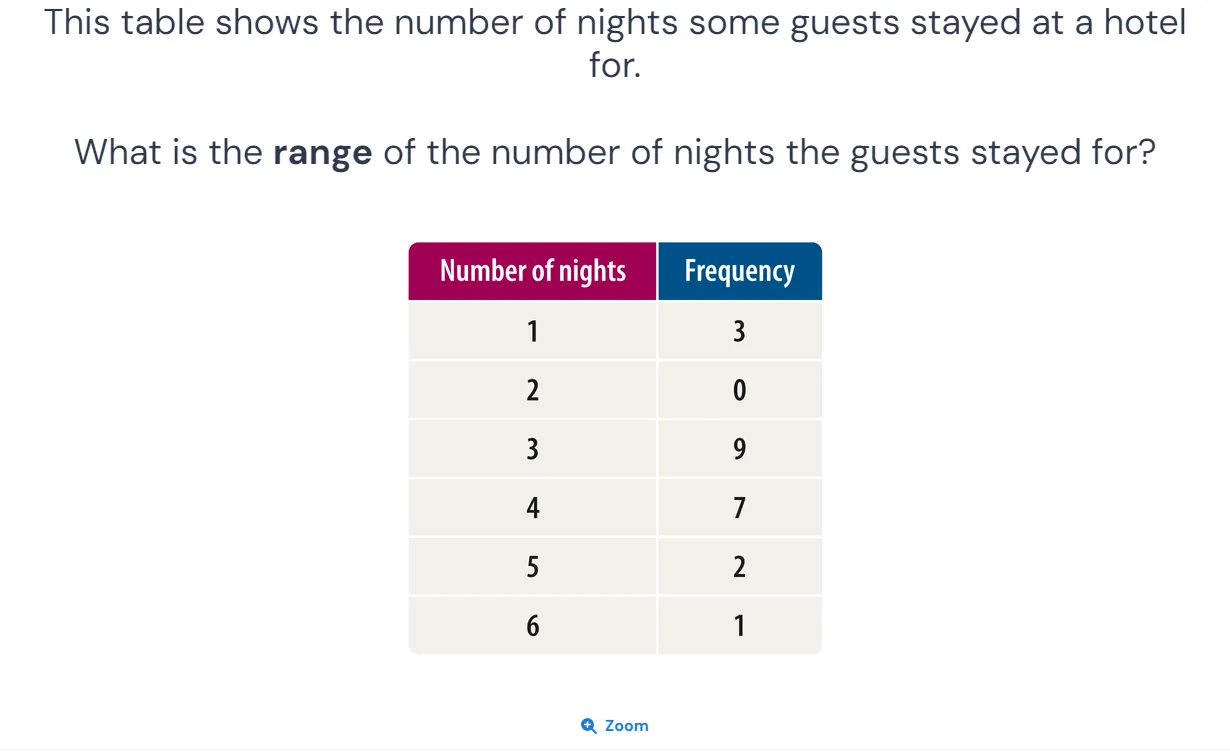 This table shows the number of nights some guests stayed at a hotel
for.
What is the range of the number of nights the guests stayed for?
Number of nights Frequency
1 3
2 0
3 9
4 7
5 2
6 1
Zoom